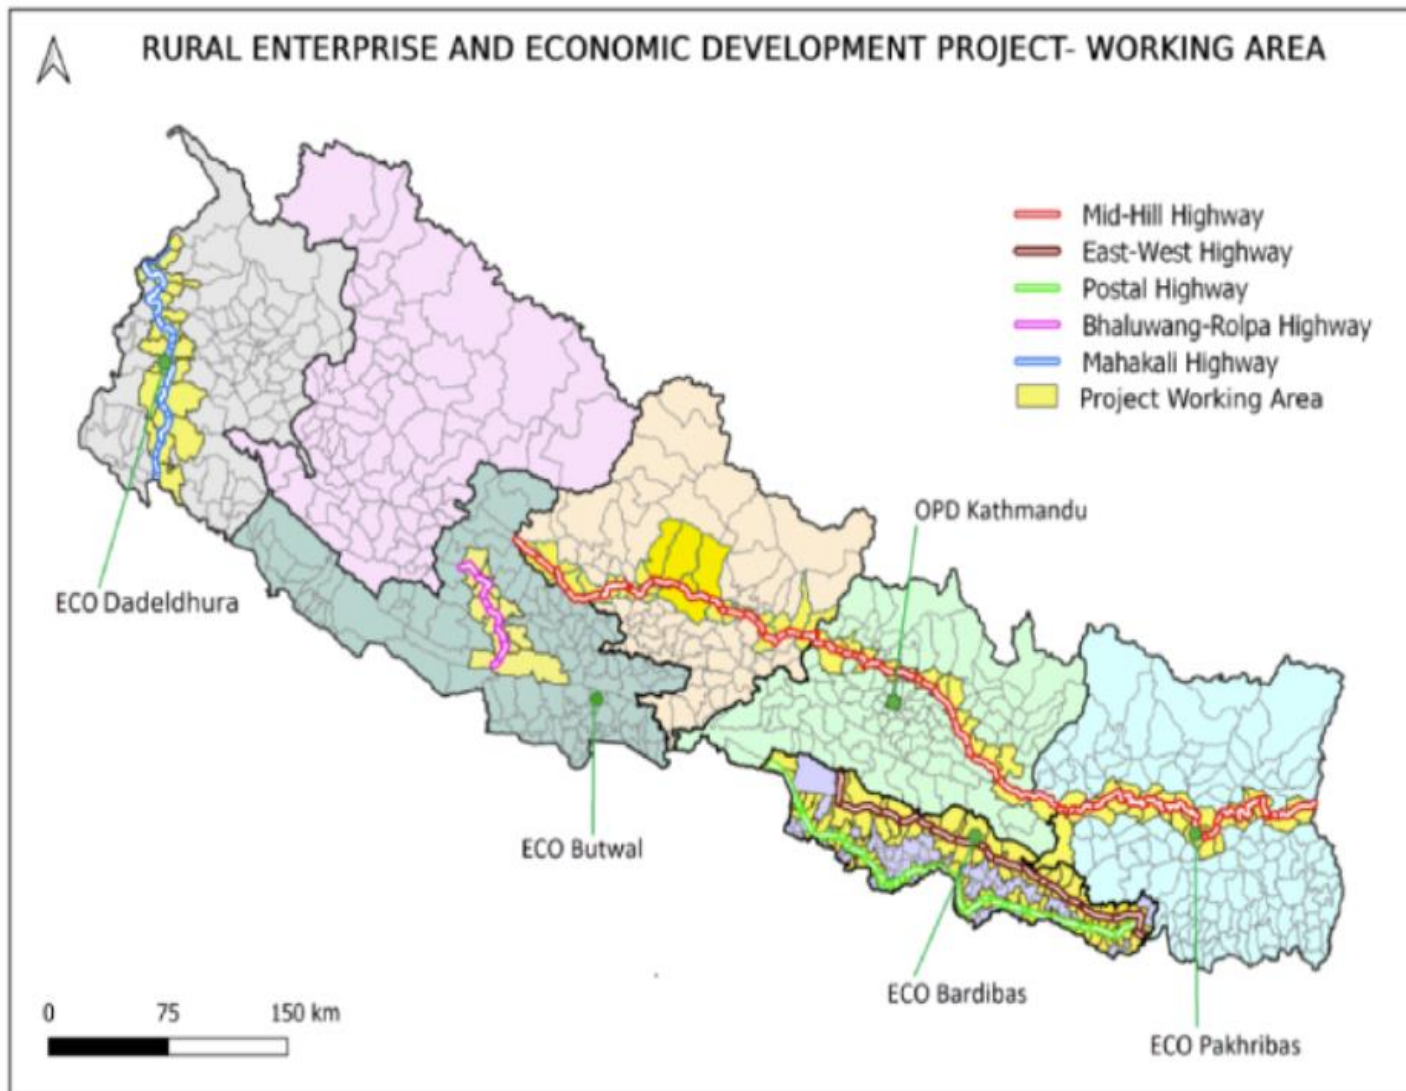 RURAL ENTERPRISE AND ECONOMIC DEVELOPMENT PROJECT- WORKING AREA
Mid-Hill Highway
East-West Highway
Postal Highway
Bhaluwang-Rolpa Highway
Mahakali Highway
Project Working Area
OPD Kathmandu
ECO Dadeldhura
ECO Butwal
ECO Bardibas
ECO Pakhribas
0 75 150 km